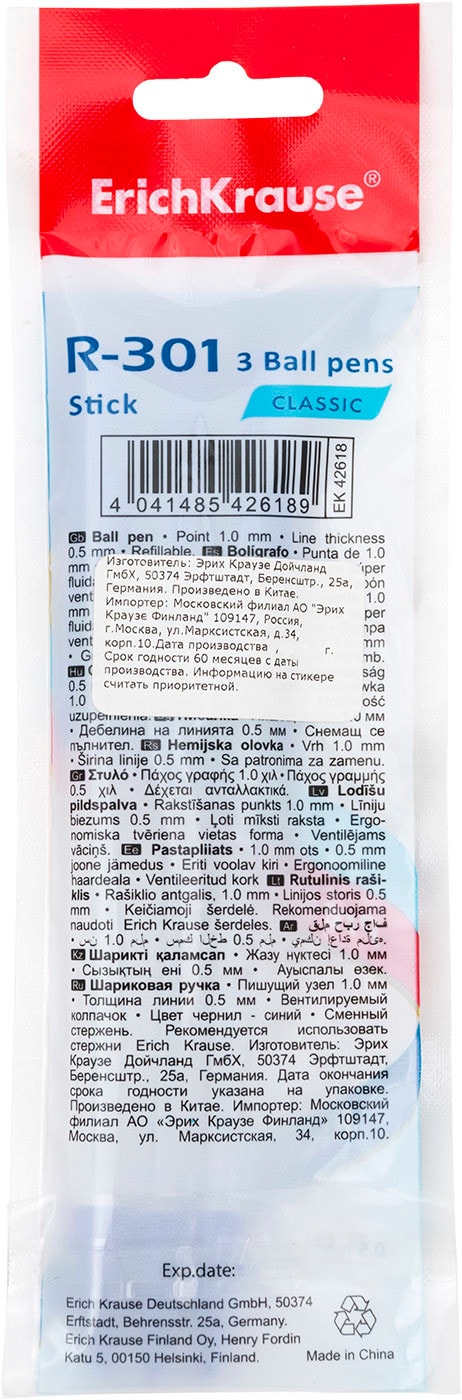 ErichKrause®
R-301 3 Ball pens
Stick CLASSIC
4 041485 426189
EK 42618
Gb Ball pen • Point 1.0 mm • Line thickness
0.5 mm • Refillable. Es Boligrafo • Punta de 1.0
mm
fluid
vent
Изготовитель: Эрих Краузе Дойчланд
ГмбХ, 50374 Эрфтштадт, Беренсштр., 25a,
Германия. Произведено в Китае.
Импортер: Московский филиал АО "Эрих
Краузе Финланд" 109147, Россия,
г.Москва, ул.Марксистская, д.34,
корп.10.Дата производства , г.
Срок годности 60 месяцев с даты
производства. Информацию на стикере
считать приоритетной.
• Дебелина на линията 0.5 мм • Снемащ се
пълнител. Rs Hemijska olovka • Vrh 1.0 mm
• Širina linije 0.5 mm • Sa patronima za zamenu.
Gr Στυλό • Πάχος γραφής 1.0 χιλ • Πάχος γραμμής
0.5 χιλ • Δέχεται ανταλλακτικά. Lv Lodīšu
pildspalva • Rakstīšanas punkts 1.0 mm • Līniju
biezums 0.5 mm • Ļoti mīksti raksta • Ergo-
nomiska tvēriena vietas forma • Ventilējams
vāciņš. Ee Pastapliiats • 1.0 mm ots • 0.5 mm
joone jämedus • Eriti voolav kiri • Ergonoomiline
haardeala • Ventileeritud kork Lt Rutulinis raši-
klis • Rašiklio antgalis, 1.0 mm • Linijos storis 0.5
mm • Keičiamoji šerdelė. Rekomenduojama
naudoti Erich Krause šerdeles. Ar
Kz Шарикті қаламсап • Жазу нүктесі 1.0 мм
• Сызықтың ені 0.5 мм • Ауыспалы өзек.
Ru Шариковая ручка • Пишущий узел 1.0 мм
• Толщина линии 0.5 мм • Вентилируемый
колпачок • Цвет чернил - синий • Сменный
стержень. Рекомендуется использовать
стержни Erich Krause. Изготовитель: Эрих
Краузе Дойчланд ГмбХ, 50374 Эрфтштадт,
Беренсштр., 25a, Германия. Дата окончания
срока годности указана на упаковке.
Произведено в Китае. Импортер: Московский
филиал АО «Эрих Краузе Финланд» 109147,
Москва, ул. Марксистская, 34, корп.10.
Exp.date:
Erich Krause Deutschland GmbH, 50374
Erftstadt, Behrensstr. 25a, Germany.
Erich Krause Finland Oy, Henry Fordin
Katu 5, 00150 Helsinki, Finland.
Made in China